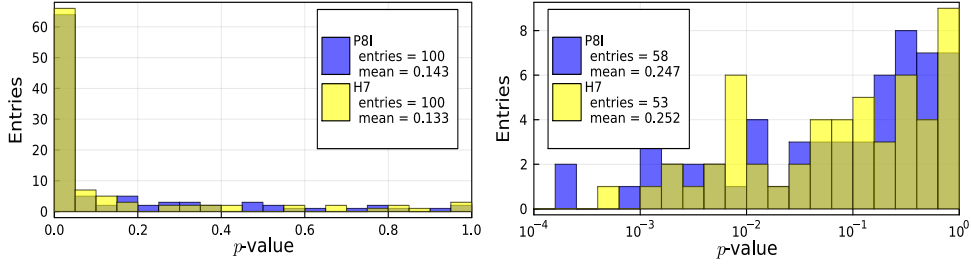 Entries
60
50
40
30
20
10
0
P8I
entries = 100
mean = 0.143
H7
entries = 100
mean = 0.133
0.0 0.2 0.4 0.6 0.8 1.0
p-value
Entries
8
6
4
2
0
P8I
entries = 58
mean = 0.247
H7
entries = 53
mean = 0.252
10⁻⁴ 10⁻³ 10⁻² 10⁻¹ 10⁰
p-value